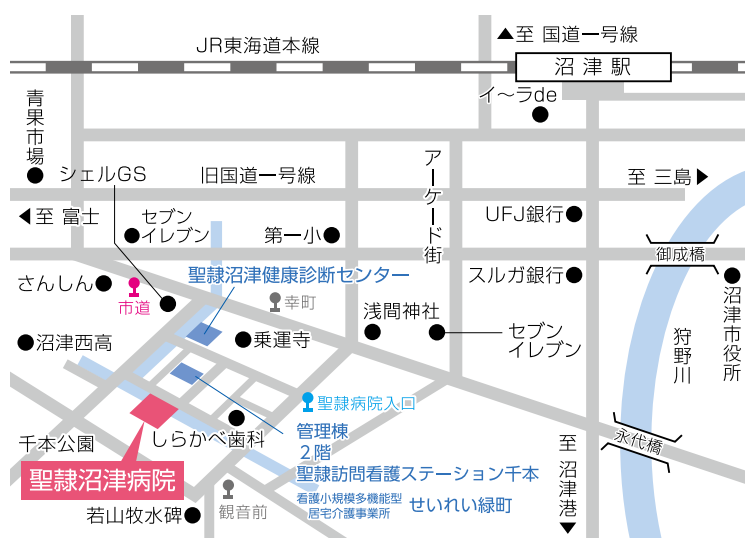 至 国道一号線
JR東海道本線
沼津駅
イ～ラde
青果市場
シェルGS
旧国道一号線
アーケード街
至 三島
至 富士
セブン
イレブン
第一小
UFJ銀行
御成橋
さんしん
市道
聖隷沼津健康診断センター
幸町
スルガ銀行
沼津市役所
浅間神社
セブン
イレブン
狩野川
沼津西高
乗運寺
聖隷病院入口
しらかべ歯科
管理棟
2階
聖隷訪問看護ステーション千本
看護小規模多機能型
居宅介護事業所
せいれい緑町
永代橋
至 沼津港
千本公園
聖隷沼津病院
観音前
若山牧水碑